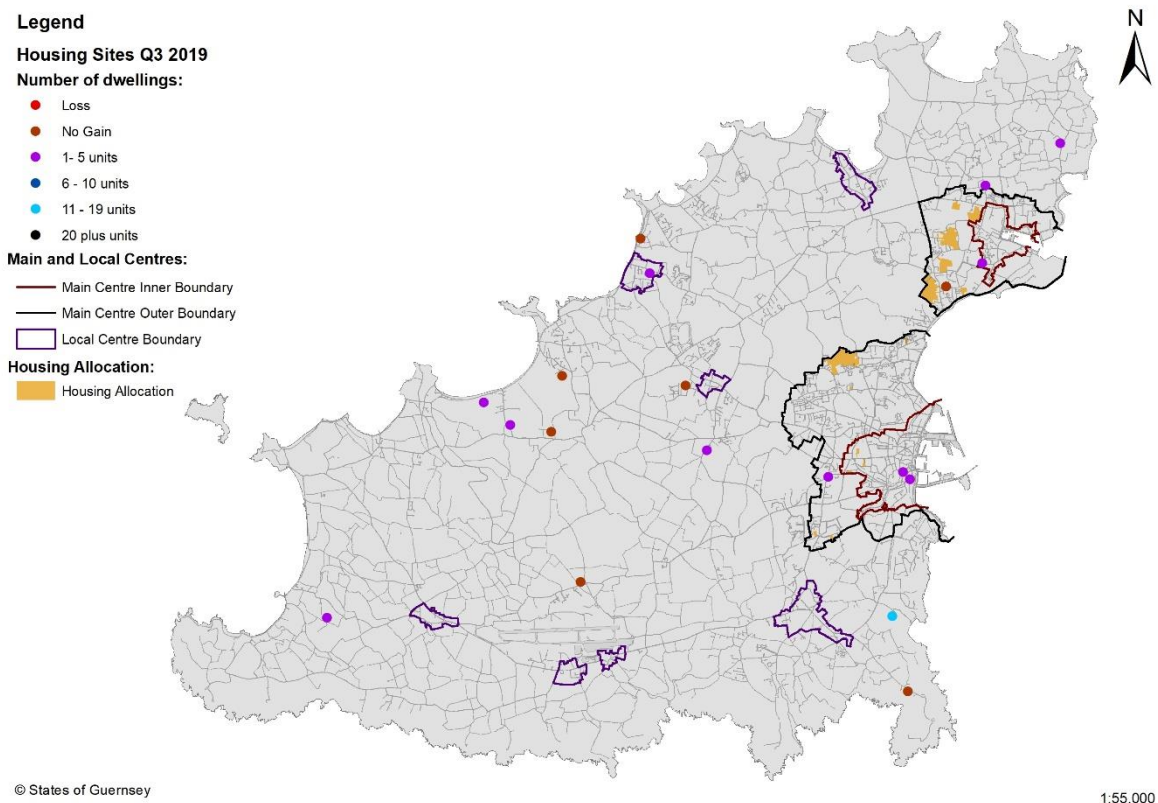 Legend
Housing Sites Q3 2019
Number of dwellings:
Loss
No Gain
1- 5 units
6 - 10 units
11 - 19 units
20 plus units
Main and Local Centres:
Main Centre Inner Boundary
Main Centre Outer Boundary
Local Centre Boundary
Housing Allocation:
Housing Allocation
N
© States of Guernsey
1:55.000